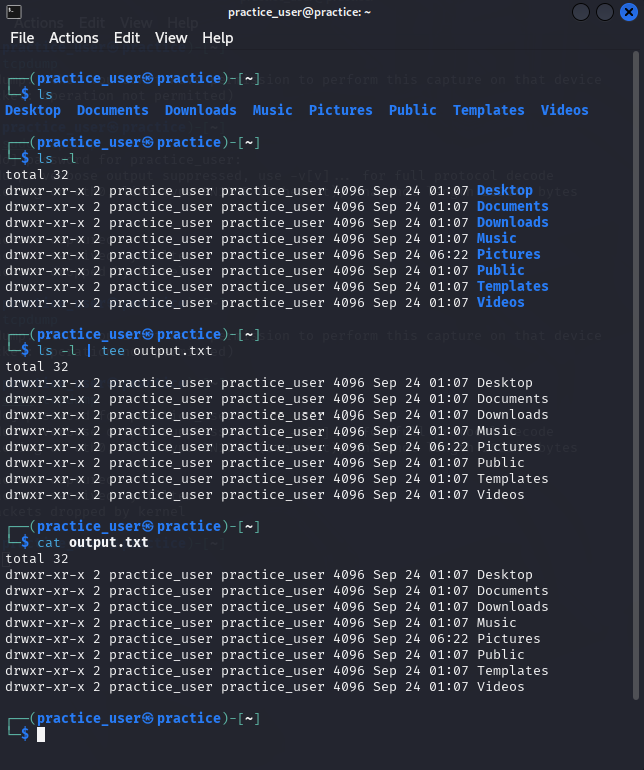 practice_user@practice: ~
File Actions Edit View Help
┌──(practice_user㉿practice)-[~]
└─$ ls
Desktop Documents Downloads Music Pictures Public Templates Videos
┌──(practice_user㉿practice)-[~]
└─$ ls -l
total 32
drwxr-xr-x 2 practice_user practice_user 4096 Sep 24 01:07 Desktop
drwxr-xr-x 2 practice_user practice_user 4096 Sep 24 01:07 Documents
drwxr-xr-x 2 practice_user practice_user 4096 Sep 24 01:07 Downloads
drwxr-xr-x 2 practice_user practice_user 4096 Sep 24 01:07 Music
drwxr-xr-x 2 practice_user practice_user 4096 Sep 24 06:22 Pictures
drwxr-xr-x 2 practice_user practice_user 4096 Sep 24 01:07 Public
drwxr-xr-x 2 practice_user practice_user 4096 Sep 24 01:07 Templates
drwxr-xr-x 2 practice_user practice_user 4096 Sep 24 01:07 Videos
┌──(practice_user㉿practice)-[~]
└─$ ls -l | tee output.txt
total 32
drwxr-xr-x 2 practice_user practice_user 4096 Sep 24 01:07 Desktop
drwxr-xr-x 2 practice_user practice_user 4096 Sep 24 01:07 Documents
drwxr-xr-x 2 practice_user practice_user 4096 Sep 24 01:07 Downloads
drwxr-xr-x 2 practice_user practice_user 4096 Sep 24 01:07 Music
drwxr-xr-x 2 practice_user practice_user 4096 Sep 24 06:22 Pictures
drwxr-xr-x 2 practice_user practice_user 4096 Sep 24 01:07 Public
drwxr-xr-x 2 practice_user practice_user 4096 Sep 24 01:07 Templates
drwxr-xr-x 2 practice_user practice_user 4096 Sep 24 01:07 Videos
┌──(practice_user㉿practice)-[~]
└─$ cat output.txt
total 32
drwxr-xr-x 2 practice_user practice_user 4096 Sep 24 01:07 Desktop
drwxr-xr-x 2 practice_user practice_user 4096 Sep 24 01:07 Documents
drwxr-xr-x 2 practice_user practice_user 4096 Sep 24 01:07 Downloads
drwxr-xr-x 2 practice_user practice_user 4096 Sep 24 01:07 Music
drwxr-xr-x 2 practice_user practice_user 4096 Sep 24 06:22 Pictures
drwxr-xr-x 2 practice_user practice_user 4096 Sep 24 01:07 Public
drwxr-xr-x 2 practice_user practice_user 4096 Sep 24 01:07 Templates
drwxr-xr-x 2 practice_user practice_user 4096 Sep 24 01:07 Videos
┌──(practice_user㉿practice)-[~]
└─$